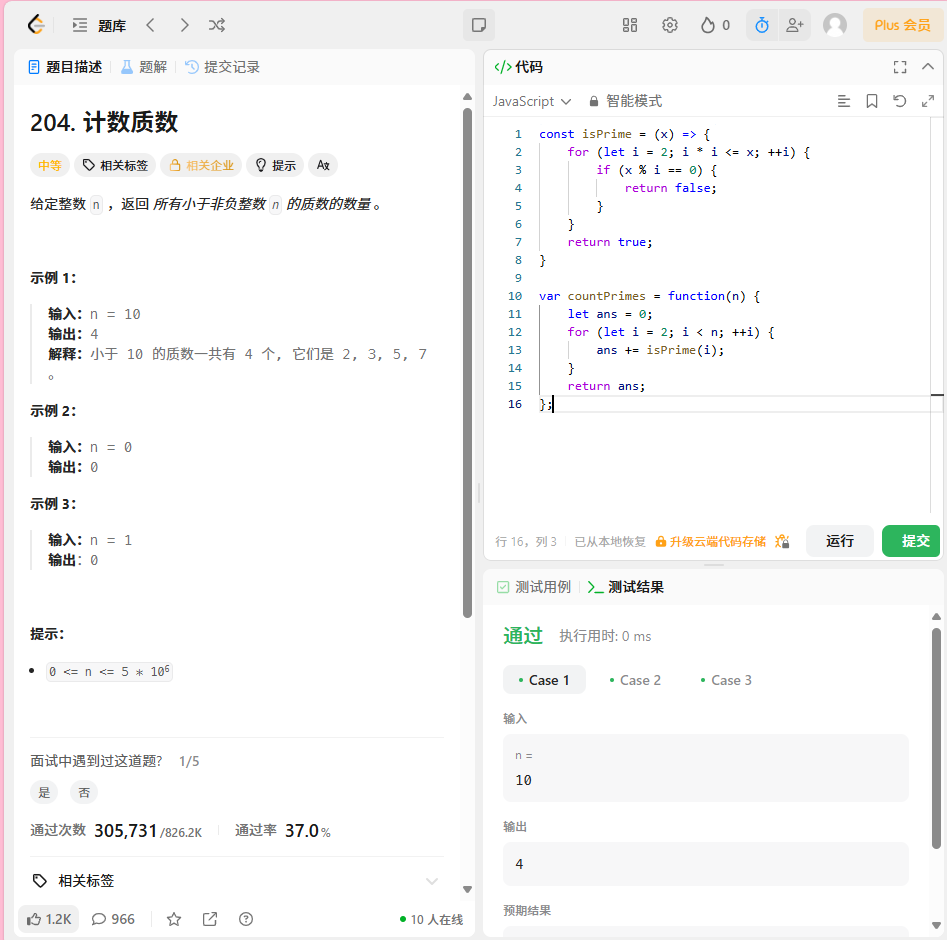 题库
0
Plus 会员
题目描述
题解
提交记录
204. 计数质数
中等
相关标签
相关企业
提示
给定整数 n ，返回 所有小于非负整数 n 的质数的数量 。
示例 1：
输入：n = 10
输出：4
解释：小于 10 的质数一共有 4 个, 它们是 2, 3, 5, 7
。
示例 2：
输入：n = 0
输出：0
示例 3：
输入：n = 1
输出：0
提示：
0 <= n <= 5 * 10⁶
面试中遇到过这道题? 1/5
是
否
通过次数 305,731/826.2K
通过率 37.0%
相关标签
1.2K
966
10 人在线
</> 代码
JavaScript
智能模式
1 const isPrime = (x) => {
2     for (let i = 2; i * i <= x; ++i) {
3         if (x % i == 0) {
4             return false;
5         }
6     }
7     return true;
8 }
9
10 var countPrimes = function(n) {
11     let ans = 0;
12     for (let i = 2; i < n; ++i) {
13         ans += isPrime(i);
14     }
15     return ans;
16 };
行 16，列 3
已从本地恢复
升级云端代码存储
运行
提交
测试用例
测试结果
通过
执行用时: 0 ms
Case 1
Case 2
Case 3
输入
n =
10
输出
4
预期结果